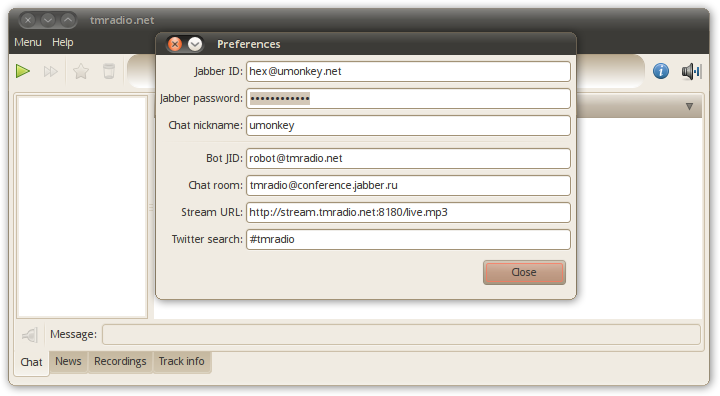 tmradio.net
Menu Help
Preferences
Jabber ID: hex@umonkey.net
Jabber password: ••••••••••••
Chat nickname: umonkey
Bot JID: robot@tmradio.net
Chat room: tmradio@conference.jabber.ru
Stream URL: http://stream.tmradio.net:8180/live.mp3
Twitter search: #tmradio
Close
Message:
Chat News Recordings Track info